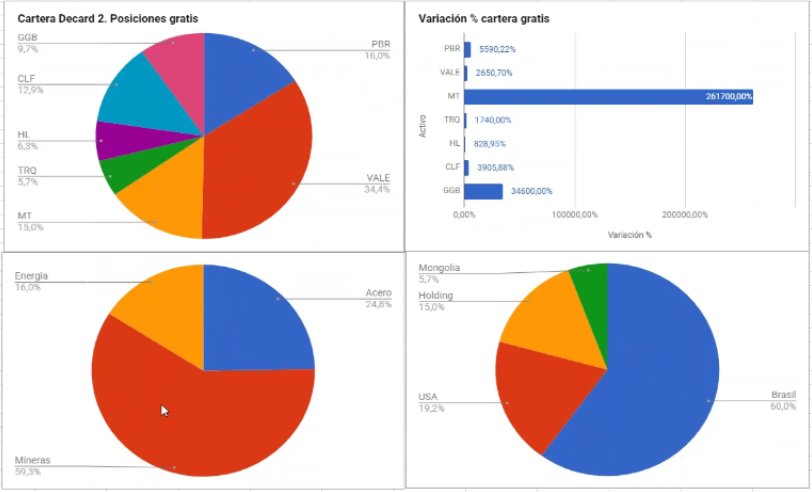 Cartera Decard 2. Posiciones gratis
GGB
9,7%
PBR
16,0%
CLF
12,9%
HL
6,3%
TRQ
5,7%
VALE
34,4%
MT
15,0%
Variación % cartera gratis
Activo
PBR 5590,22%
VALE 2650,70%
MT 261700,00%
TRQ 1740,00%
HL 828,95%
CLF 3905,88%
GGB 34600,00%
0,00% 100000,00% 200000,00%
Variación %
Energía
16,0%
Acero
24,8%
Mineras
59,3%
Mongolia
5,7%
Holding
15,0%
USA
19,2%
Brasil
60,0%